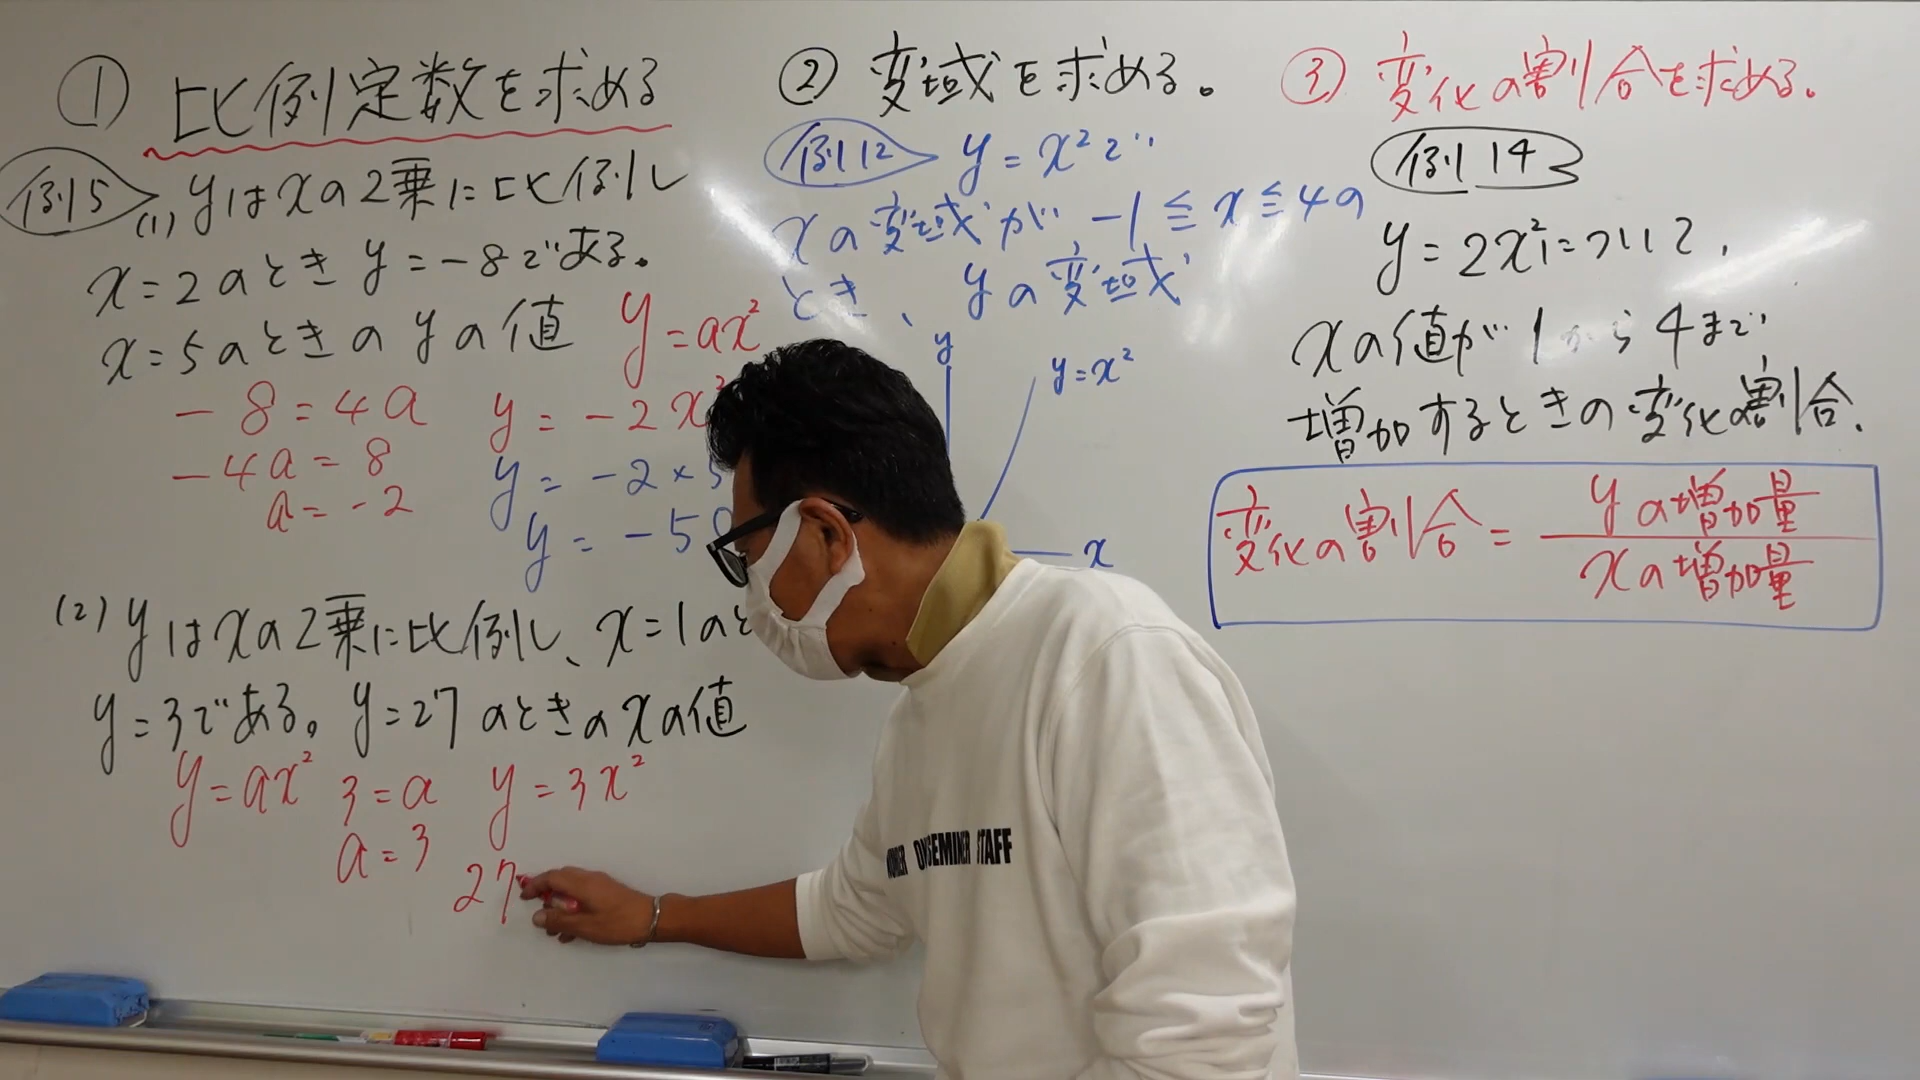 ① 比例定数を求める
例5
(1) yはxの2乗に比例し
x=2のときy=-8である。
x=5のときのyの値
y=ax²
-8=4a
-4a=8
a=-2
y=-2x²
y=-2×5
y=-50
(2) yはxの2乗に比例し、x=1のと
y=3である。y=27のときのxの値
y=ax² 3=a y=3x²
a=3
27
② 変域を求める。
例12 y=x²で
xの変域が -1≦x≦4の
とき、yの変域
y
y=x²
x
③ 変化の割合を求める。
例14
y=2x²について、
xの値が1から4まで
増加するときの変化の割合.
変化の割合 = yの増加量
xの増加量
SEMINER STAFF